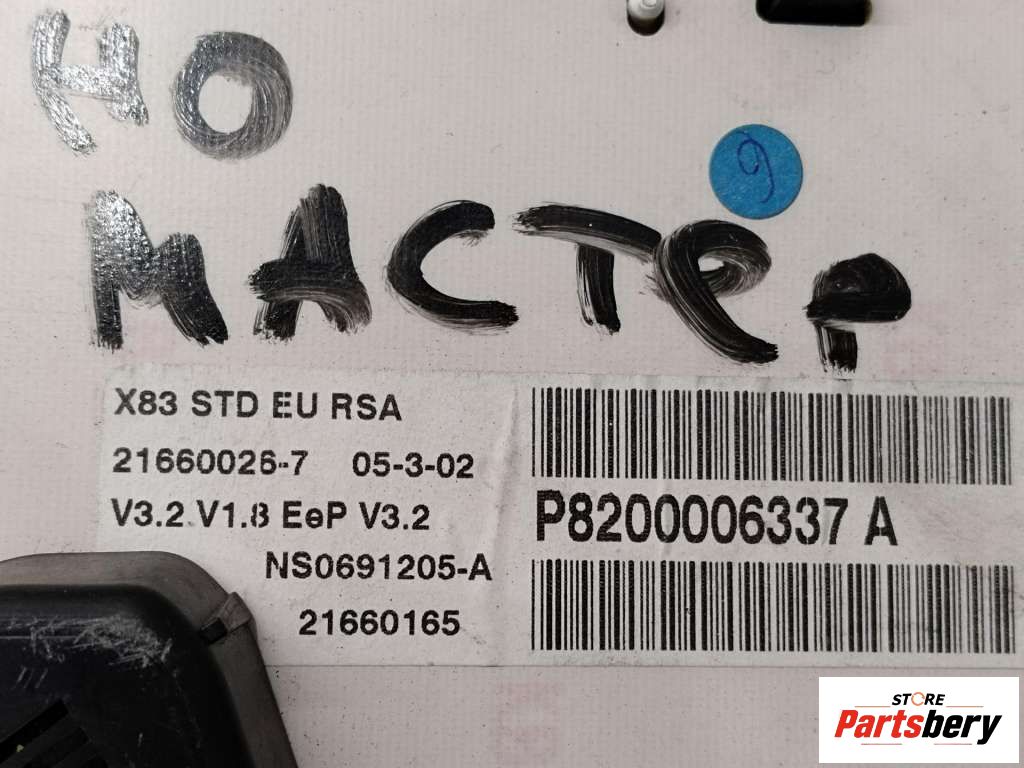 НО
9
МАСТЕР
X83 STD EU RSA
21660026-7 05-3-02
V3.2 V1.8 EeP V3.2
NS0691205-A
21660165
P8200006337 A
STORE
Partsbery